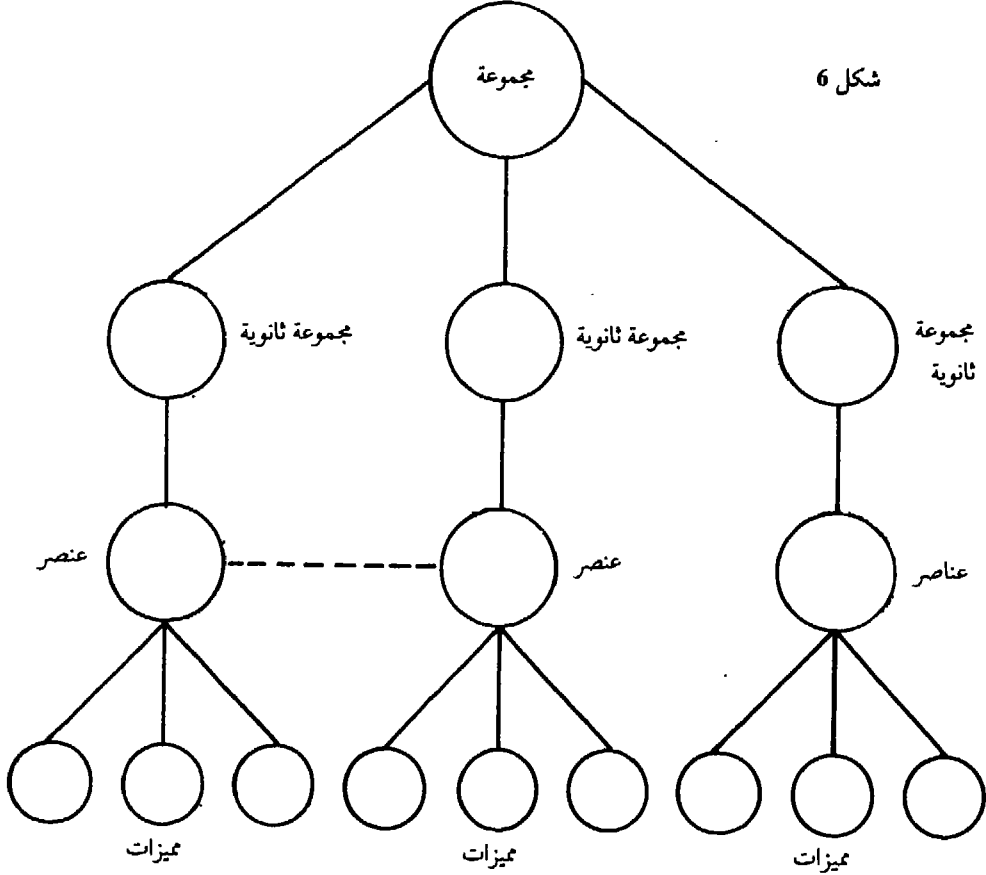 شكل 6
مجموعة
مجموعة
ثانوية
مجموعة ثانوية
مجموعة ثانوية
عناصر
عنصر
عنصر
مميزات
مميزات
مميزات